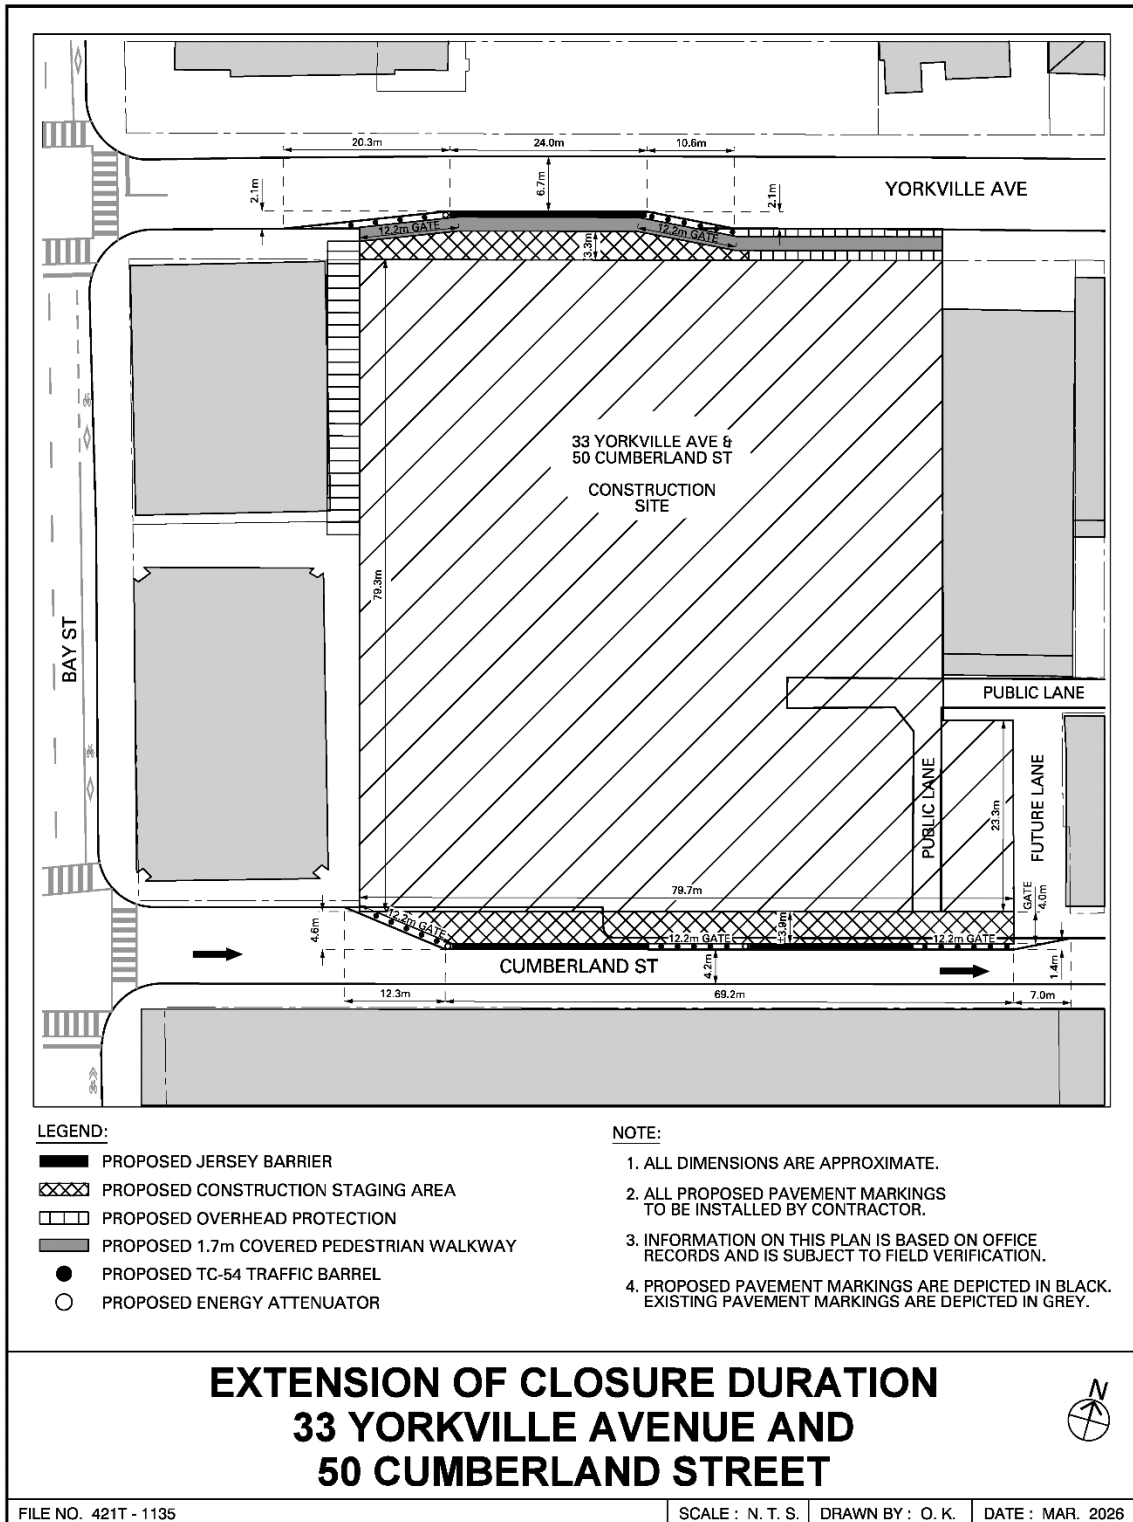 20.3m 24.0m 10.6m
2.1m
6.7m
2.1m
YORKVILLE AVE
12.2m GATE
12.2m GATE
3.3m
33 YORKVILLE AVE &
50 CUMBERLAND ST
CONSTRUCTION
SITE
79.3m
BAY ST
PUBLIC LANE
PUBLIC LANE
23.3m
FUTURE LANE
79.7m
GATE
4.0m
12.2m GATE
4.6m
±3.9m
12.2m GATE
12.2m GATE
CUMBERLAND ST
4.2m
1.4m
12.3m 69.2m 7.0m
LEGEND:
PROPOSED JERSEY BARRIER
PROPOSED CONSTRUCTION STAGING AREA
PROPOSED OVERHEAD PROTECTION
PROPOSED 1.7m COVERED PEDESTRIAN WALKWAY
PROPOSED TC-54 TRAFFIC BARREL
PROPOSED ENERGY ATTENUATOR
NOTE:
1. ALL DIMENSIONS ARE APPROXIMATE.
2. ALL PROPOSED PAVEMENT MARKINGS
TO BE INSTALLED BY CONTRACTOR.
3. INFORMATION ON THIS PLAN IS BASED ON OFFICE
RECORDS AND IS SUBJECT TO FIELD VERIFICATION.
4. PROPOSED PAVEMENT MARKINGS ARE DEPICTED IN BLACK.
EXISTING PAVEMENT MARKINGS ARE DEPICTED IN GREY.
EXTENSION OF CLOSURE DURATION
33 YORKVILLE AVENUE AND
50 CUMBERLAND STREET
N
FILE NO. 421T - 1135
SCALE : N. T. S.
DRAWN BY : O. K.
DATE : MAR. 2026